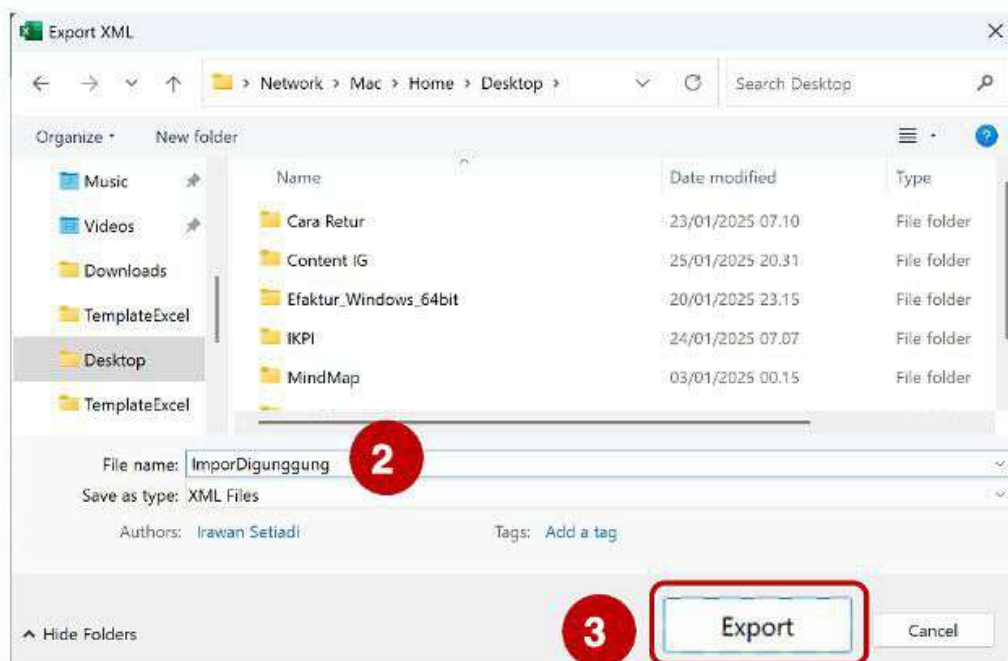 Export XML
Network > Mac > Home > Desktop >
Search Desktop
Organize
New folder
Name
Date modified
Type
Music
Videos
Downloads
TemplateExcel
Desktop
TemplateExcel
Cara Retur 23/01/2025 07.10 File folder
Content IG 25/01/2025 20.31 File folder
Efaktur_Windows_64bit 20/01/2025 23.15 File folder
IKPI 24/01/2025 07.07 File folder
MindMap 03/01/2025 00.15 File folder
File name: ImporDigunggung
2
Save as type: XML Files
Authors: Irawan Setiadi Tags: Add a tag
Hide Folders
3
Export
Cancel